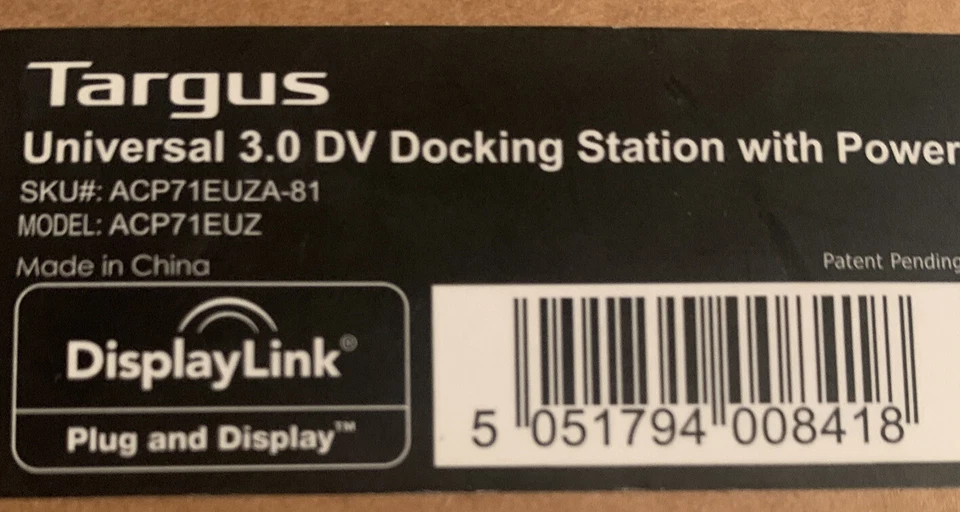 Targus
Universal 3.0 DV Docking Station with Power
SKU#: ACP71EUZA-81
MODEL: ACP71EUZ
Made in China
Patent Pending
DisplayLink®
Plug and Display™
5 051794 008418